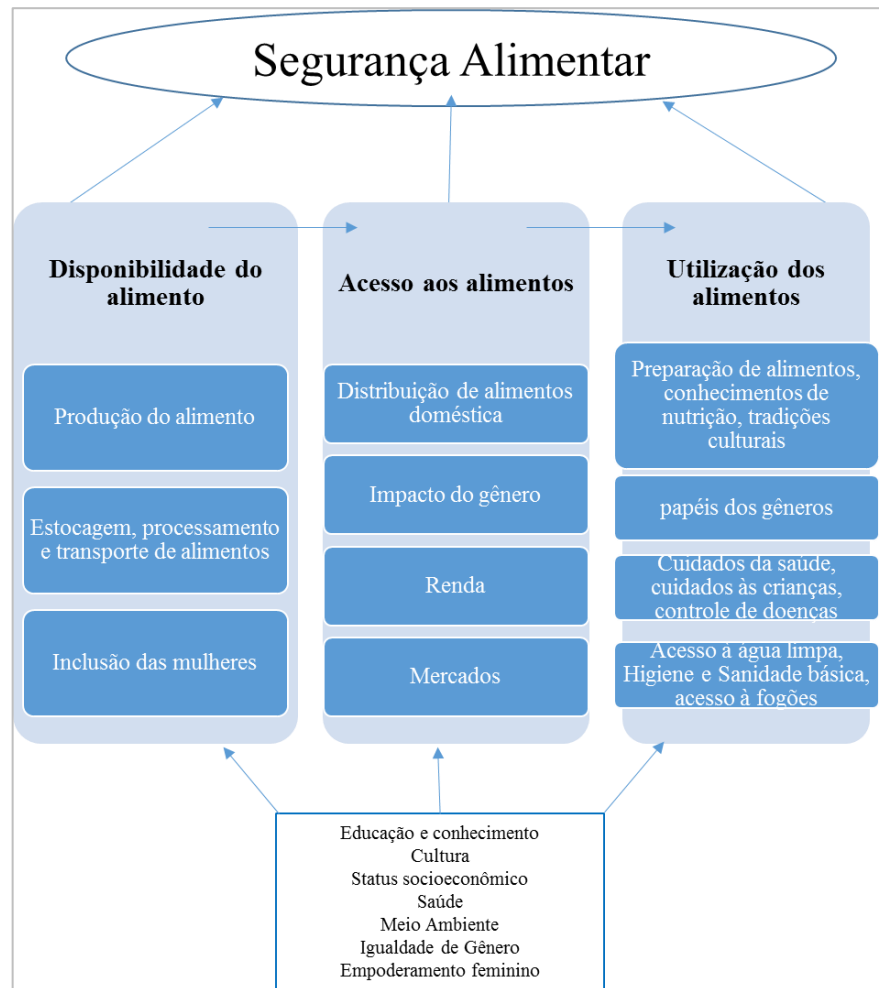 Segurança Alimentar
Disponibilidade do
alimento
Produção do alimento
Estocagem, processamento
e transporte de alimentos
Inclusão das mulheres
Acesso aos alimentos
Distribuição de alimentos
doméstica
Impacto do gênero
Renda
Mercados
Utilização dos
alimentos
Preparação de alimentos,
conhecimentos de
nutrição, tradições
culturais
papéis dos gêneros
Cuidados da saúde,
cuidados às crianças,
controle de doenças
Acesso à água limpa,
Higiene e Sanidade básica,
acesso à fogões
Educação e conhecimento
Cultura
Status socioeconômico
Saúde
Meio Ambiente
Igualdade de Gênero
Empoderamento feminino